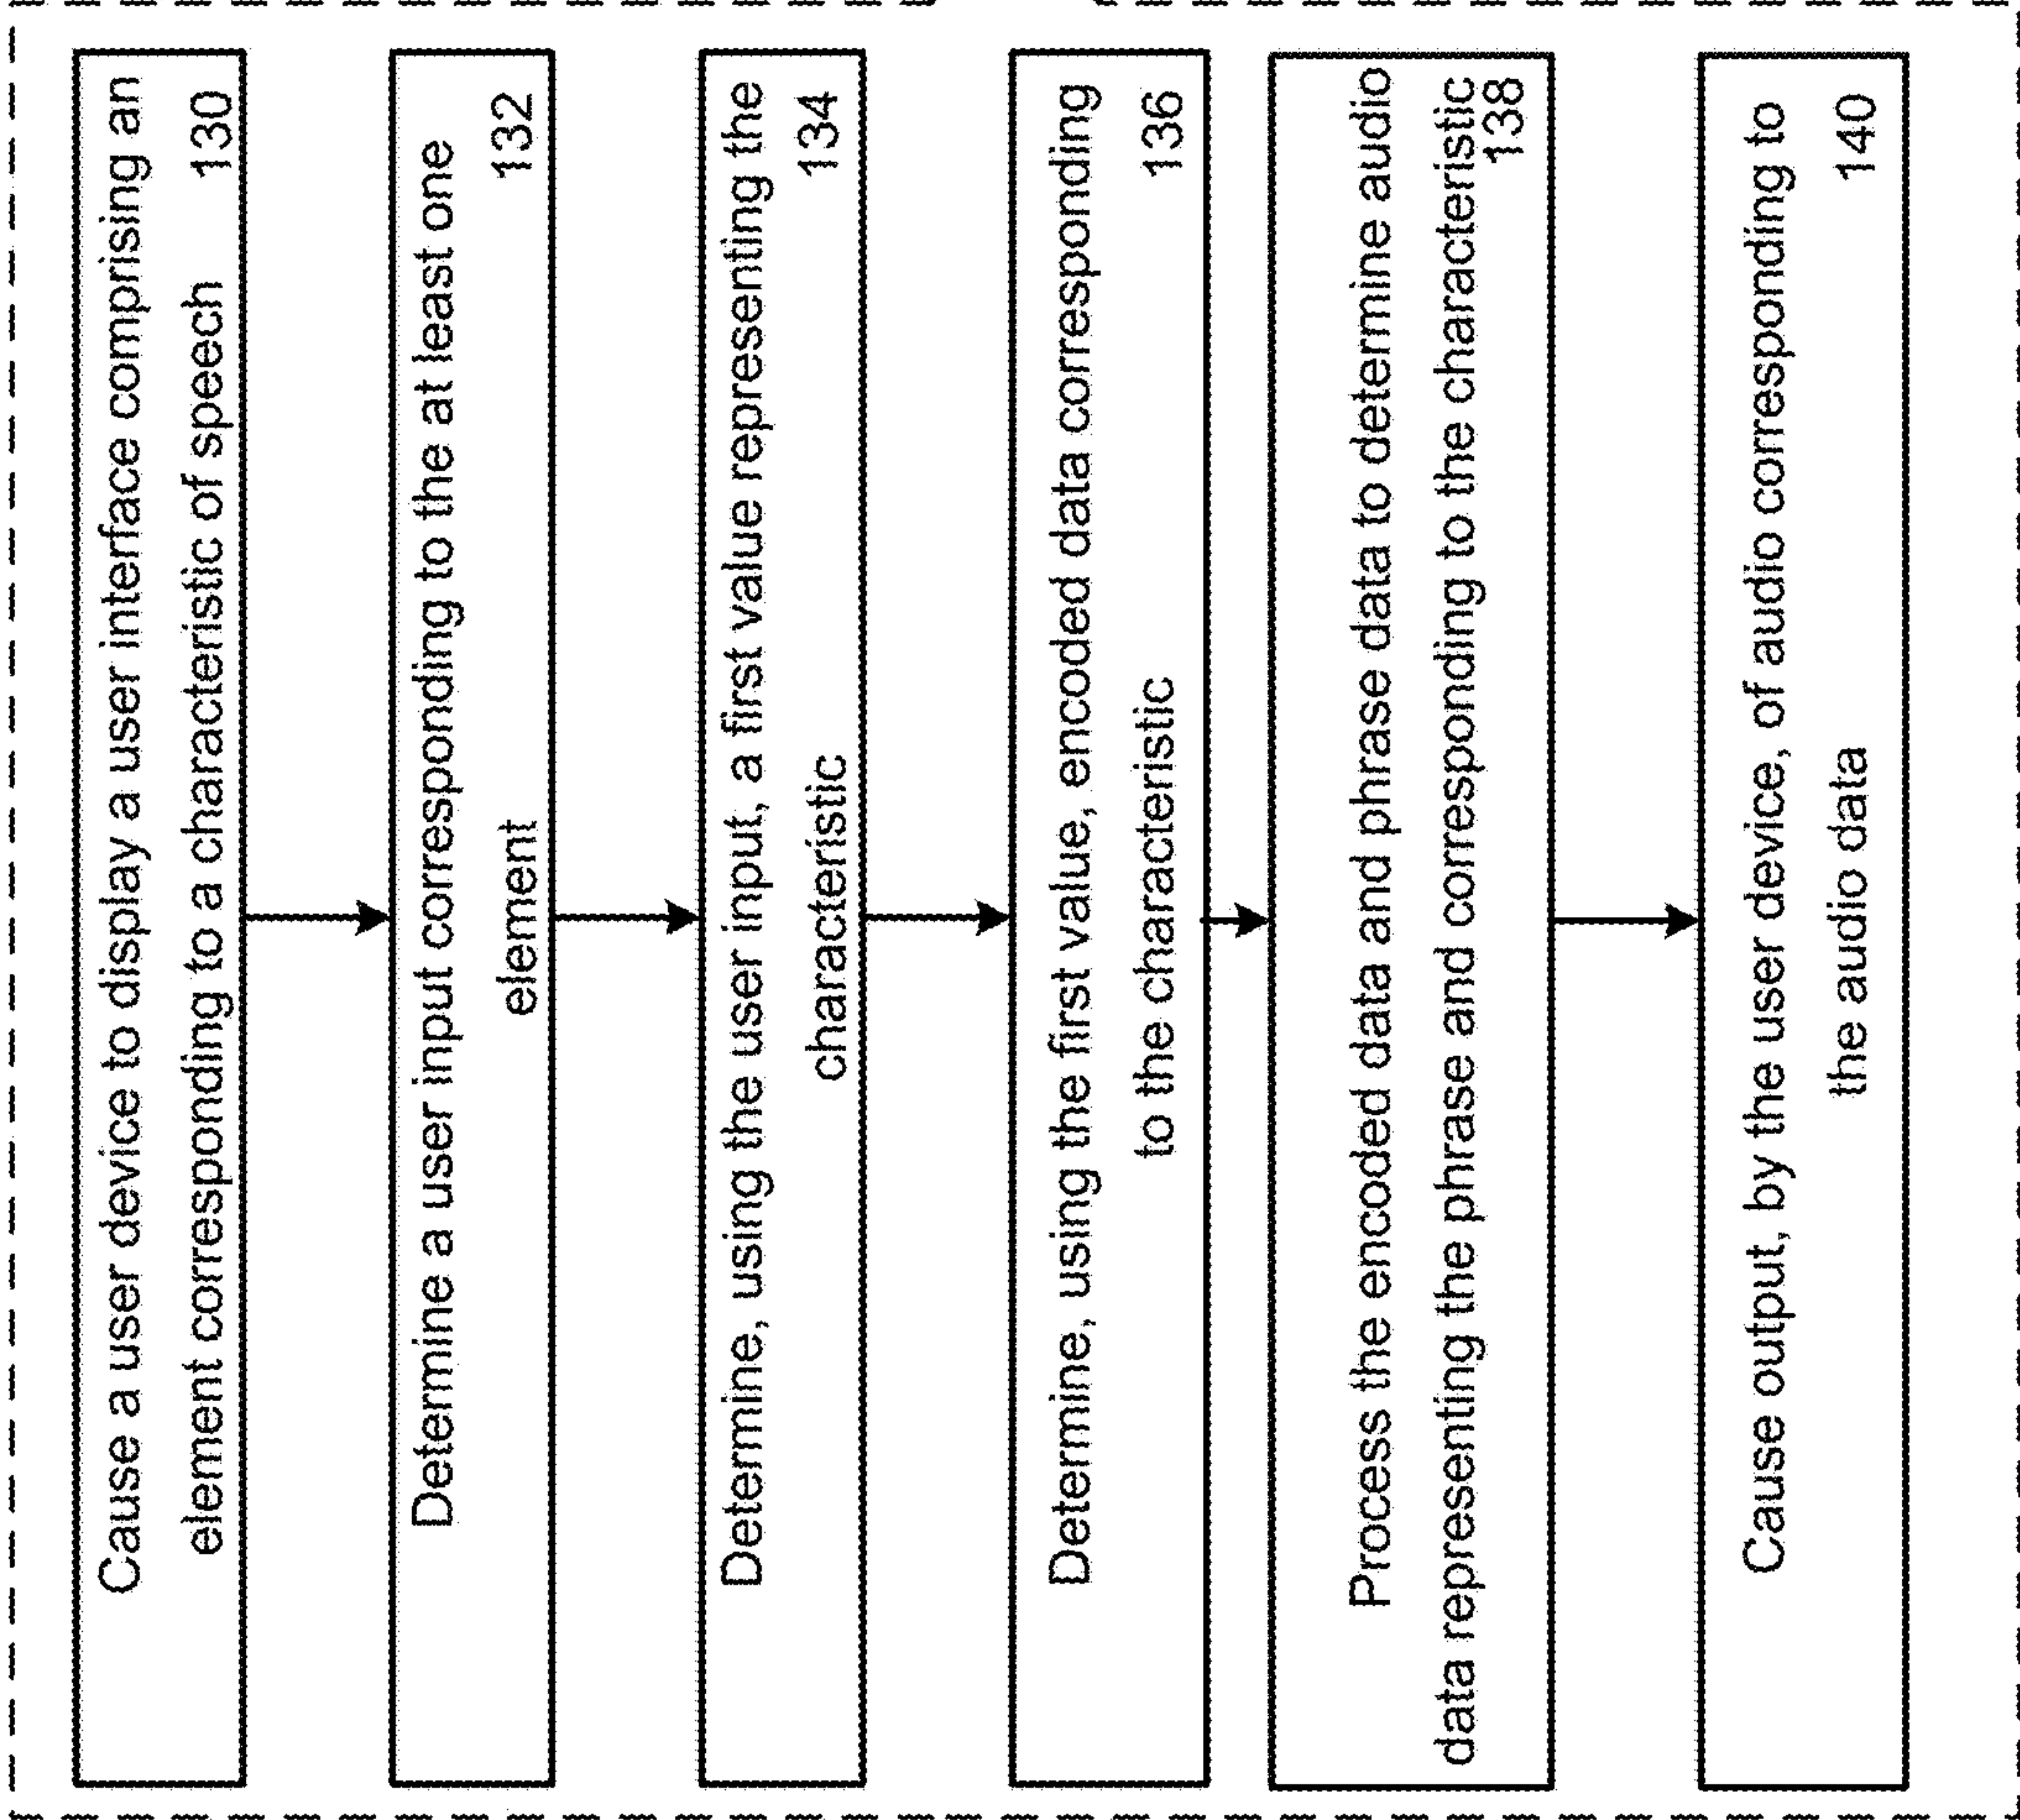 Cause a user device to display a user interface comprising an
element corresponding to a characteristic of speech 130
Determine a user input corresponding to the at least one
element 132
Determine, using the user input, a first value representing the
characteristic 134
Determine, using the first value, encoded data corresponding
to the characteristic 136
Process the encoded data and phrase data to determine audio
data representing the phrase and corresponding to the characteristic
138
Cause output, by the user device, of audio corresponding to
the audio data 140